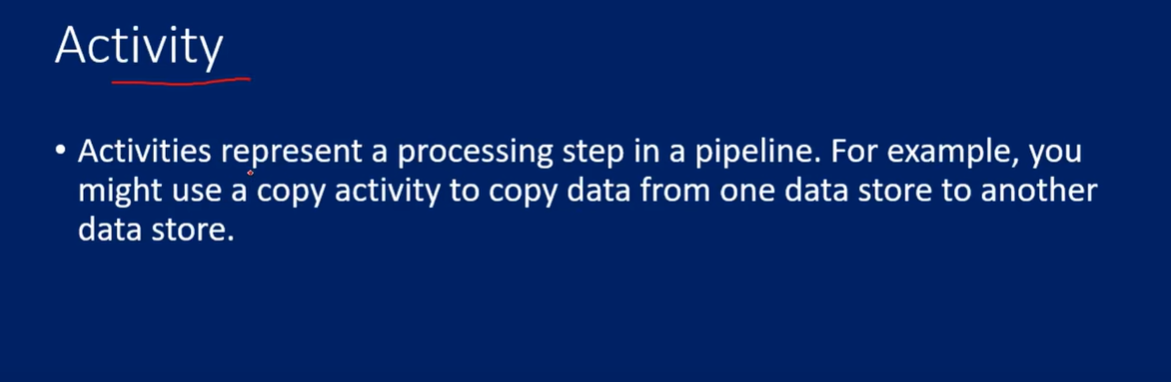 Activity
• Activities represent a processing step in a pipeline. For example, you
might use a copy activity to copy data from one data store to another
data store.